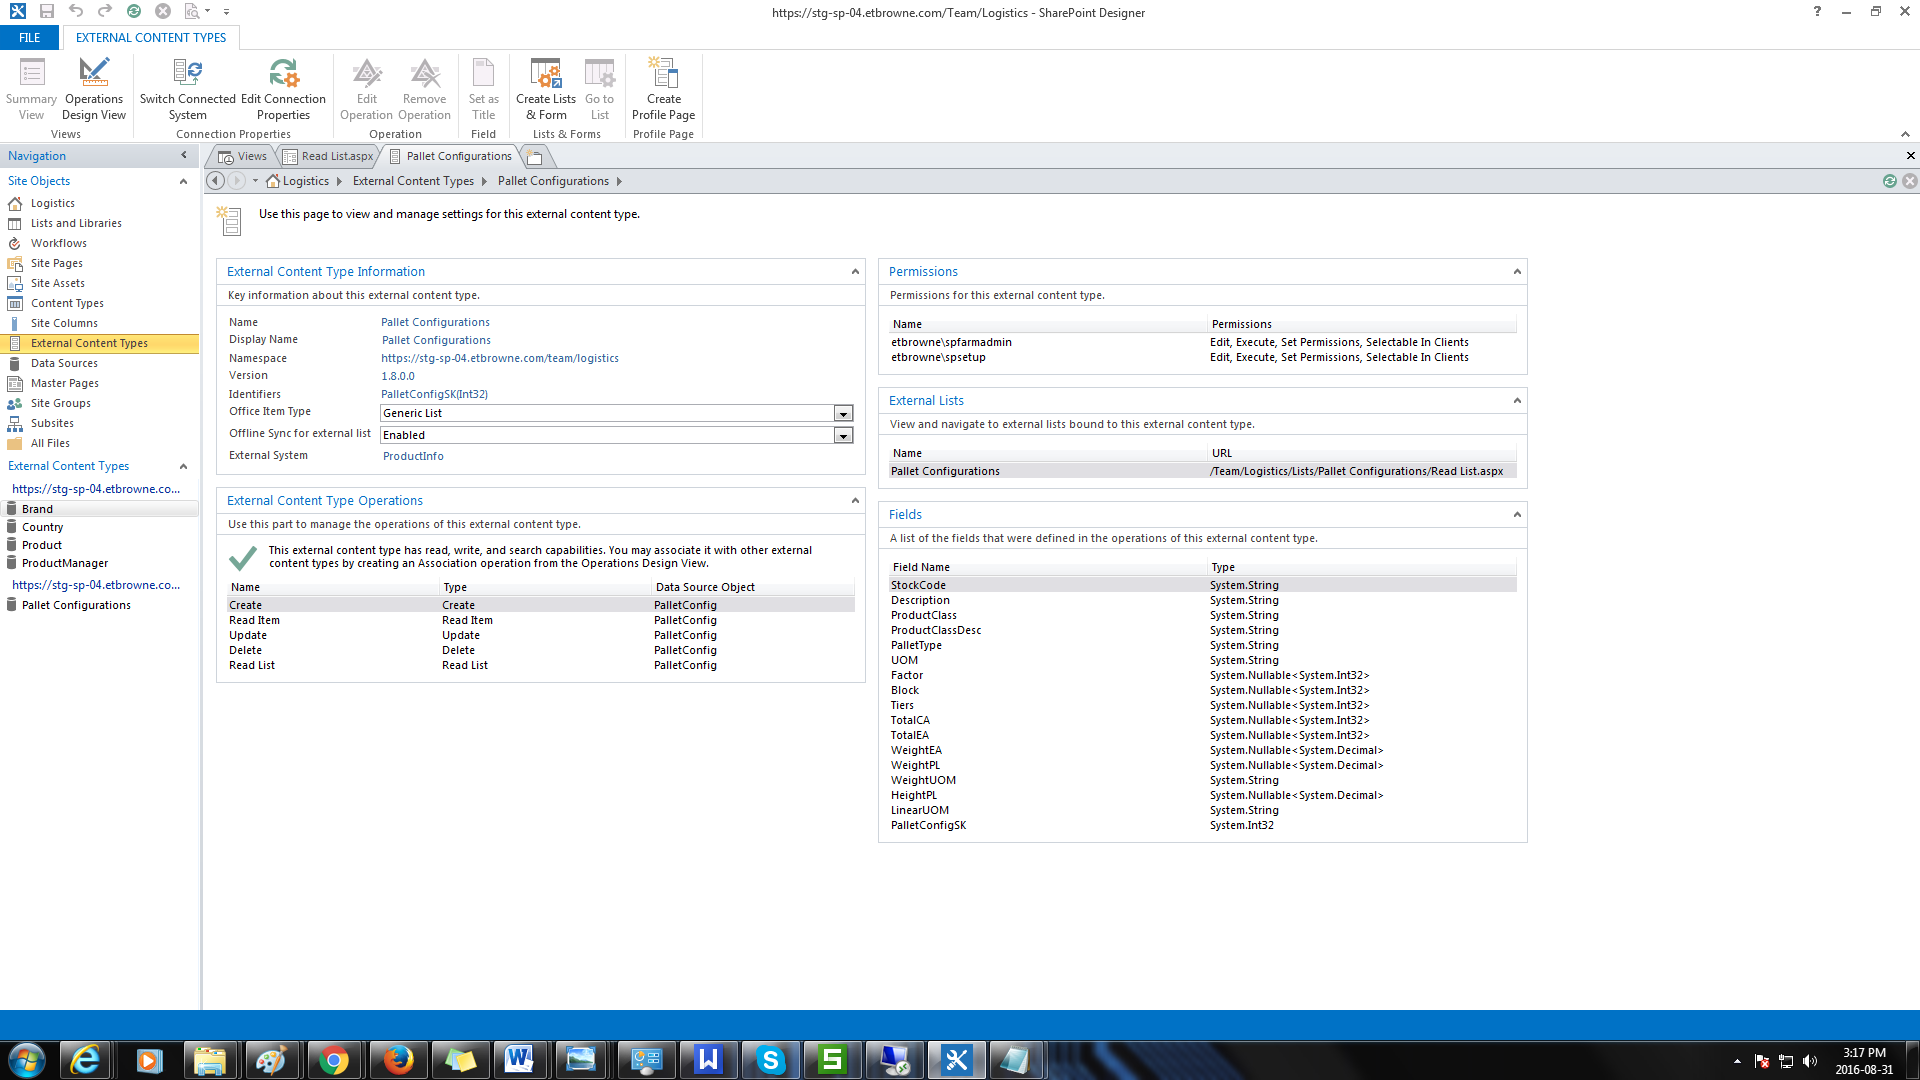 https://stg-sp-04.etbrowne.com/Team/Logistics - SharePoint Designer
FILE
EXTERNAL CONTENT TYPES
Summary View
Operations Design View
Views
Switch Connected System
Edit Connection Properties
Connection Properties
Edit Operation
Remove Operation
Operation
Set as Title
Field
Create Lists & Form
Go to List
Lists & Forms
Create Profile Page
Profile Page
Navigation
Views
Read List.aspx
Pallet Configurations
Logistics
External Content Types
Pallet Configurations
Site Objects
Logistics
Lists and Libraries
Workflows
Site Pages
Site Assets
Content Types
Site Columns
External Content Types
Data Sources
Master Pages
Site Groups
Subsites
All Files
External Content Types
https://stg-sp-04.etbrowne.co...
Brand
Country
Product
ProductManager
https://stg-sp-04.etbrowne.co...
Pallet Configurations
Use this page to view and manage settings for this external content type.
External Content Type Information
Key information about this external content type.
Name Pallet Configurations
Display Name Pallet Configurations
Namespace https://stg-sp-04.etbrowne.com/team/logistics
Version 1.8.0.0
Identifiers PalletConfigSK(Int32)
Office Item Type Generic List
Offline Sync for external list Enabled
External System ProductInfo
External Content Type Operations
Use this part to manage the operations of this external content type.
This external content type has read, write, and search capabilities. You may associate it with other external
content types by creating an Association operation from the Operations Design View.
Name Type Data Source Object
Create Create PalletConfig
Read Item Read Item PalletConfig
Update Update PalletConfig
Delete Delete PalletConfig
Read List Read List PalletConfig
Permissions
Permissions for this external content type.
Name Permissions
etbrowne\spfarmadmin Edit, Execute, Set Permissions, Selectable In Clients
etbrowne\spsetup Edit, Execute, Set Permissions, Selectable In Clients
External Lists
View and navigate to external lists bound to this external content type.
Name URL
Pallet Configurations /Team/Logistics/Lists/Pallet Configurations/Read List.aspx
Fields
A list of the fields that were defined in the operations of this external content type.
Field Name Type
StockCode System.String
Description System.String
ProductClass System.String
ProductClassDesc System.String
PalletType System.String
UOM System.String
Factor System.Nullable<System.Int32>
Block System.Nullable<System.Int32>
Tiers System.Nullable<System.Int32>
TotalCA System.Nullable<System.Int32>
TotalEA System.Nullable<System.Int32>
WeightEA System.Nullable<System.Decimal>
WeightPL System.Nullable<System.Decimal>
WeightUOM System.String
HeightPL System.Nullable<System.Decimal>
LinearUOM System.String
PalletConfigSK System.Int32
3:17 PM
2016-08-31